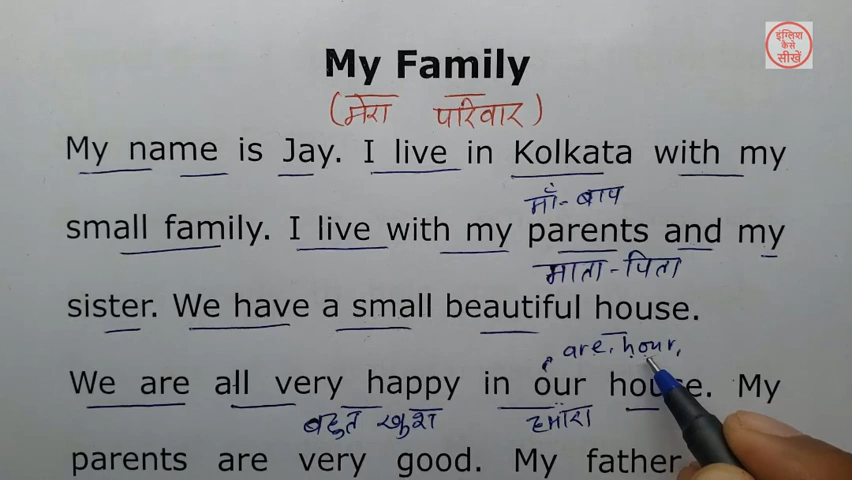 इंग्लिश
कैसे
सीखें
My Family
(मेरा परिवार)
My name is Jay. I live in Kolkata with my
माँ-बाप
small family. I live with my parents and my
माता-पिता
sister. We have a small beautiful house.
are, hour,
We are all very happy in our house. My
बहुत खुश हमारा
parents are very good. My father